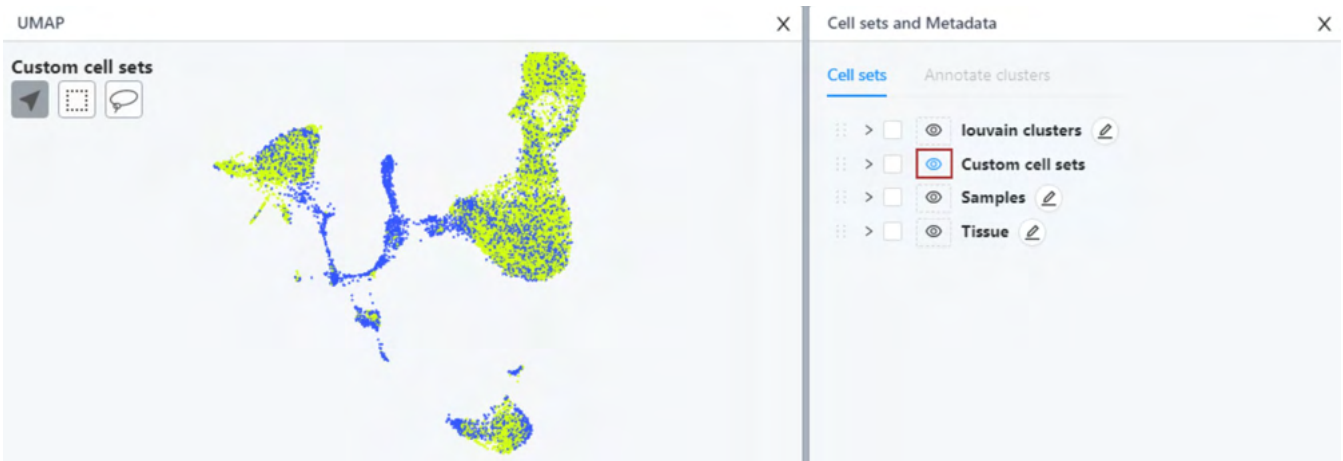 UMAP
X
Custom cell sets
Cell sets and Metadata
X
Cell sets
Annotate clusters
louvain clusters
Custom cell sets
Samples
Tissue